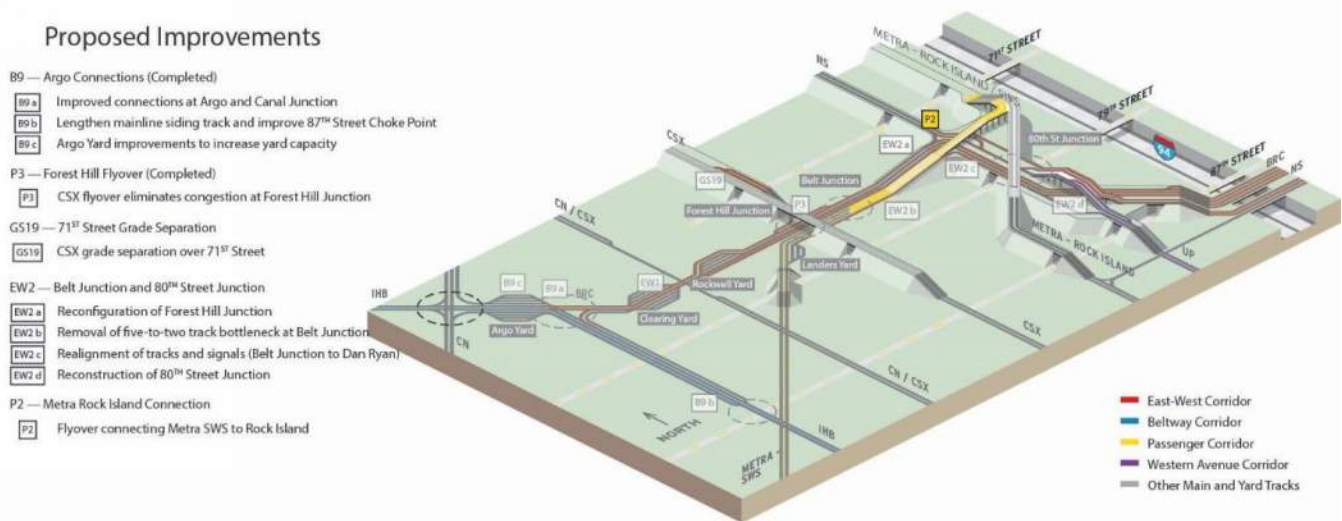 Proposed Improvements
B9 — Argo Connections (Completed)
B9 a Improved connections at Argo and Canal Junction
B9 b Lengthen mainline siding track and improve 87TH Street Choke Point
B9 c Argo Yard improvements to increase yard capacity
P3 — Forest Hill Flyover (Completed)
P3 CSX flyover eliminates congestion at Forest Hill Junction
GS19 — 71ST Street Grade Separation
GS19 CSX grade separation over 71ST Street
EW2 — Belt Junction and 80TH Street Junction
EW2 a Reconfiguration of Forest Hill Junction
EW2 b Removal of five-to-two track bottleneck at Belt Junction
EW2 c Realignment of tracks and signals (Belt Junction to Dan Ryan)
EW2 d Reconstruction of 80TH Street Junction
P2 — Metra Rock Island Connection
P2 Flyover connecting Metra SWS to Rock Island
METRA - ROCK ISLAND / SWS
71ST STREET
NS
79TH STREET
P2
80th St Junction
94
EW2 a
87TH STREET
CSX
EW2 c
BRC
NS
GS19
Belt Junction
P3
EW2 b
EW2 d
Forest Hill Junction
CN / CSX
METRA - ROCK ISLAND
UP
Landers Yard
B9 c
B9 a
BRC
EW1
Rockwell Yard
IHB
Clearing Yard
Argo Yard
CSX
CN
CN / CSX
B9 b
NORTH
IHB
METRA - SWS
East-West Corridor
Beltway Corridor
Passenger Corridor
Western Avenue Corridor
Other Main and Yard Tracks